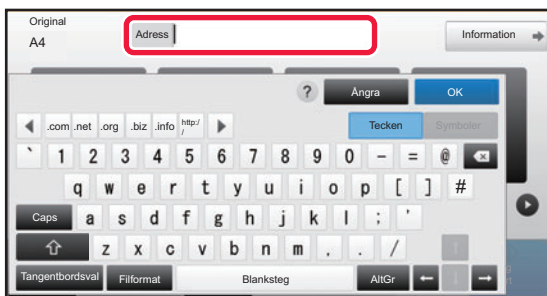 Original
A4
Adress
Information
? Ångra OK
.com .net .org .biz .info http:/
/
Tecken Symboler
` 1 2 3 4 5 6 7 8 9 0 - = @
q w e r t y u i o p [ ] #
Caps a s d f g h j k l ; '
z x c v b n m , . /
Tangentbordsval Filformat Blanksteg AltGr